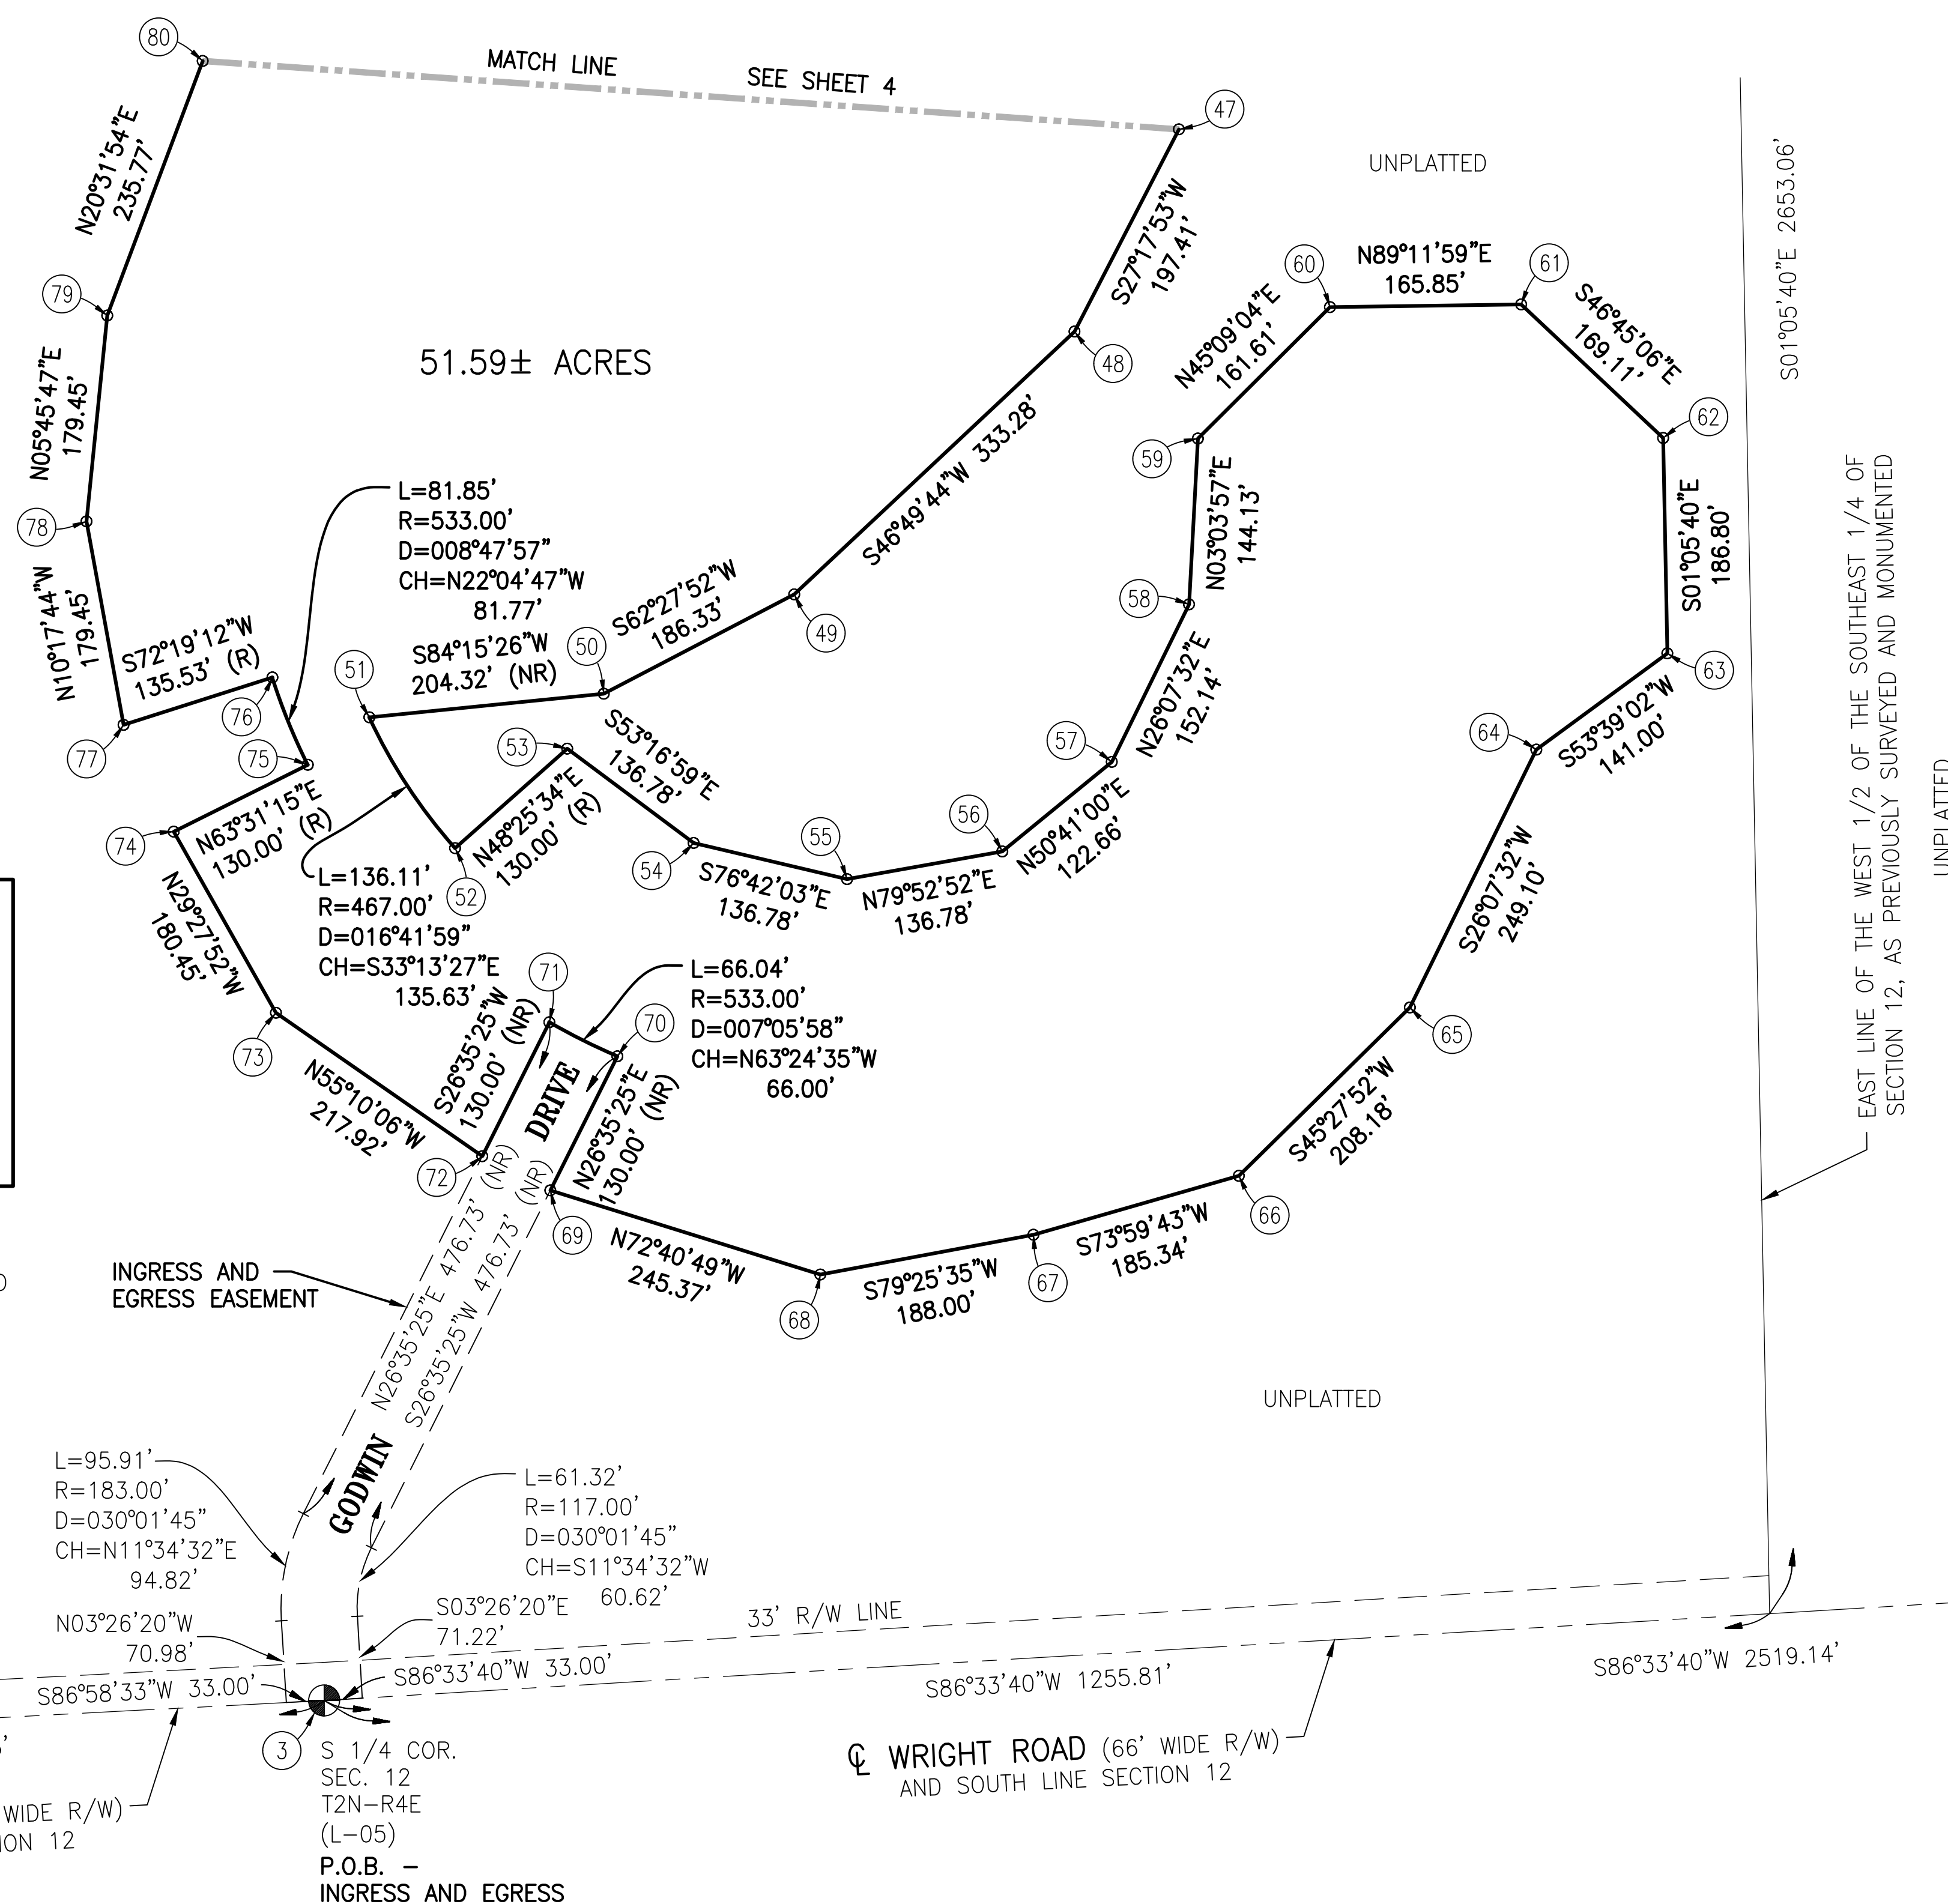 80
MATCH LINE
SEE SHEET 4
47
N20°31'54"E
235.77'
UNPLATTED
S27°17'53"W
197.41'
S01°05'40"E 2653.06'
60
N89°11'59"E
165.85'
61
S46°45'06"E
169.11'
79
51.59± ACRES
48
N45°09'04"E
161.61'
62
N05°45'47"E
179.45'
59
S46°49'44"W 333.28'
N03°03'57"E
144.13'
S01°05'40"E
186.80'
EAST LINE OF THE WEST 1/2 OF THE SOUTHEAST 1/4 OF
SECTION 12, AS PREVIOUSLY SURVEYED AND MONUMENTED
78
L=81.85'
R=533.00'
D=008°47'57"
CH=N22°04'47"W
81.77'
S62°27'52"W
186.33'
49
58
N10°17'44"W
179.45'
S72°19'12"W
135.53' (R)
S84°15'26"W
204.32' (NR)
50
51
N26°07'32"E
152.14'
63
76
77
75
53
S53°16'59"E
136.78'
57
64
S53°39'02"W
141.00'
UNPLATTED
74
N63°31'15"E
130.00' (R)
N48°25'34"E
130.00' (R)
52
54
55
56
N50°41'00"E
122.66'
S76°42'03"E
136.78'
N79°52'52"E
136.78'
S26°07'32"W
249.10'
L=136.11'
R=467.00'
D=016°41'59"
CH=S33°13'27"E
135.63'
N29°27'52"W
180.45'
71
L=66.04'
R=533.00'
D=007°05'58"
CH=N63°24'35"W
66.00'
70
65
73
S26°35'25"W
130.00' (NR)
DRIVE
N26°35'25"E
130.00' (NR)
N55°10'06"W
217.92'
S45°27'52"W
208.18'
72
69
66
N72°40'49"W
245.37'
S73°59'43"W
185.34'
67
S79°25'35"W
188.00'
68
INGRESS AND
EGRESS EASEMENT
N26°35'25"E 476.73' (NR)
S26°35'25"W 476.73' (NR)
UNPLATTED
GODWIN
L=95.91'
R=183.00'
D=030°01'45"
CH=N11°34'32"E
94.82'
L=61.32'
R=117.00'
D=030°01'45"
CH=S11°34'32"W
60.62'
N03°26'20"W
70.98'
S03°26'20"E
71.22'
33' R/W LINE
S86°58'33"W 33.00'
S86°33'40"W 33.00'
S86°33'40"W 1255.81'
S86°33'40"W 2519.14'
3
S 1/4 COR.
SEC. 12
T2N-R4E
(L-05)
P.O.B. -
INGRESS AND EGRESS
℄ WRIGHT ROAD (66' WIDE R/W)
AND SOUTH LINE SECTION 12
WIDE R/W)
ION 12